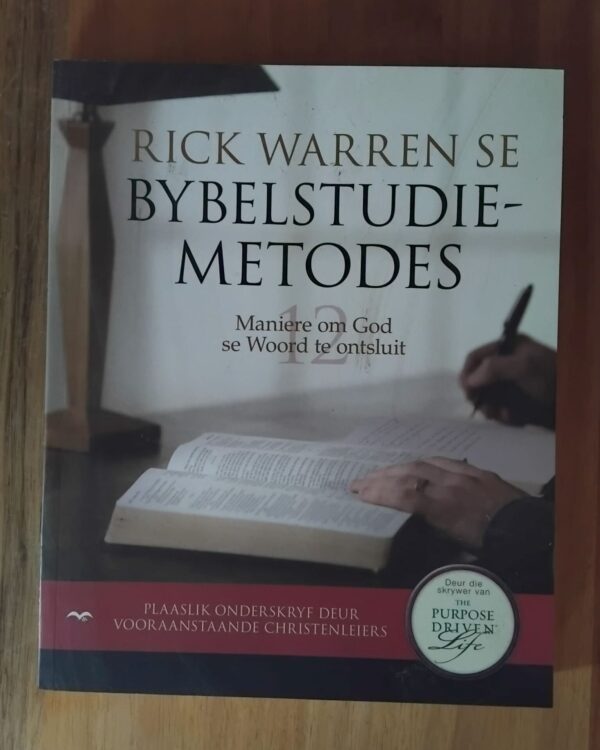 RICK WARREN SE
BYBELSTUDIE-
METODES
12
Maniere om God
se Woord te ontsluit
PLAASLIK ONDERSKRYF DEUR
VOORAANSTAANDE CHRISTENLEIERS
Deur die
skrywer van
THE
PURPOSE
DRIVEN
Life